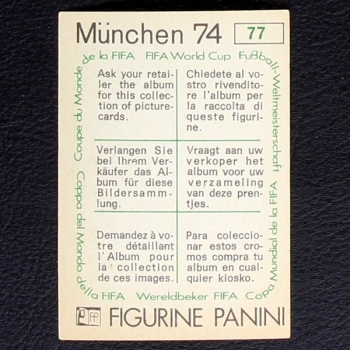 München 74 77
de la FIFA FIFA World Cup Fußball-Weltmeisterschaft
Coupe du Monde
Ask your retai-
ler the album
for this collec-
tion of picture-
cards.
Chiedete al vo-
stro rivendito-
re l'album per
la raccolta di
queste figuri-
ne.
Verlangen Sie
bei Ihrem Ver-
käufer das Al-
bum für diese
Bildersamm-
lung.
Vraagt aan uw
verkoper het
album voor uw
verzameling
van deze pren-
tjes.
Demandez à vo-
tre détaillant
l'Album pour
la collection de
ces images.
Para coleccio-
nar estos cro-
mos compra tu
album en cual-
quier kiosko.
Coppa del Mondo
della FIFA Wereldbeker FIFA Copa Mundial de la FIFA
FIGURINE PANINI